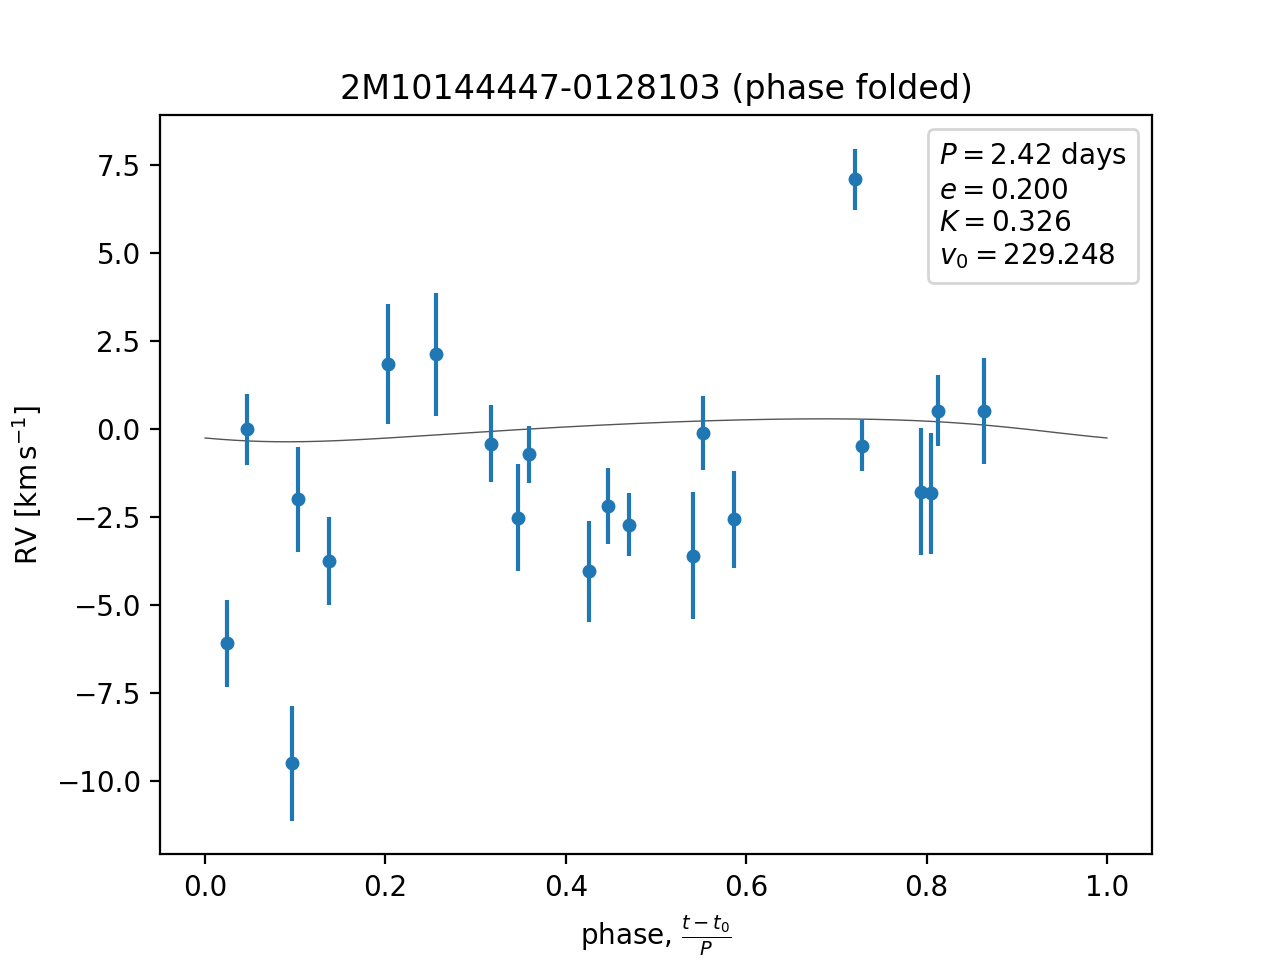 2M10144447-0128103 (phase folded)
P = 2.42 days
e = 0.200
K = 0.326
v₀ = 229.248
7.5
5.0
2.5
0.0
−2.5
−5.0
−7.5
−10.0
RV [km s⁻¹]
0.0 0.2 0.4 0.6 0.8 1.0
phase, (t − t₀)/P